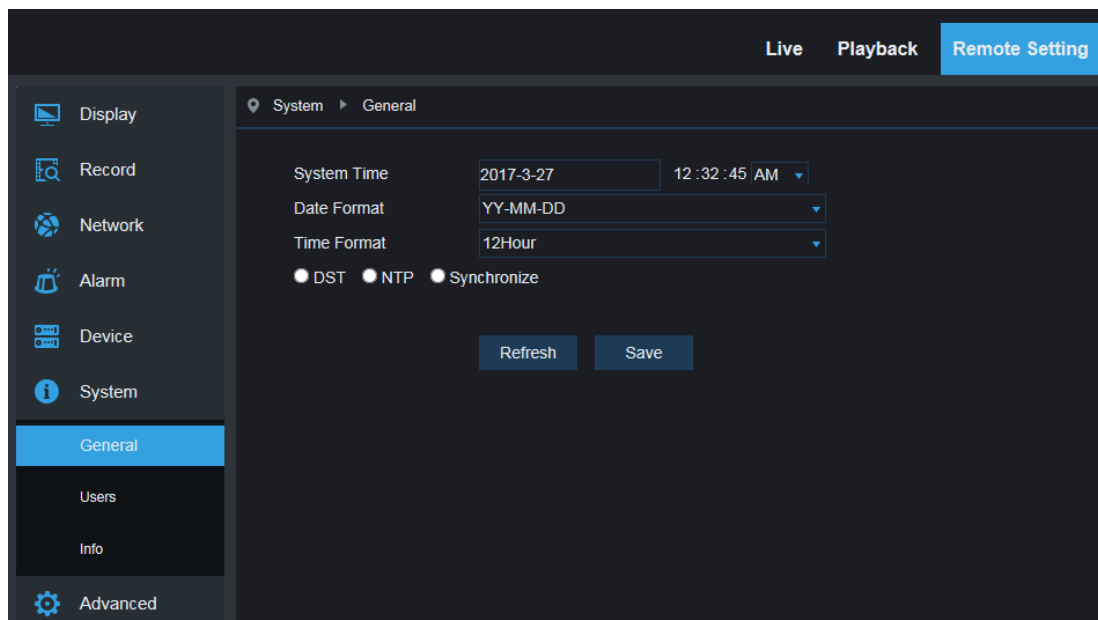 Live Playback Remote Setting
Display
Record
Network
Alarm
Device
System
General
Users
Info
Advanced
System General
System Time 2017-3-27 12:32:45 AM
Date Format YY-MM-DD
Time Format 12Hour
DST NTP Synchronize
Refresh Save